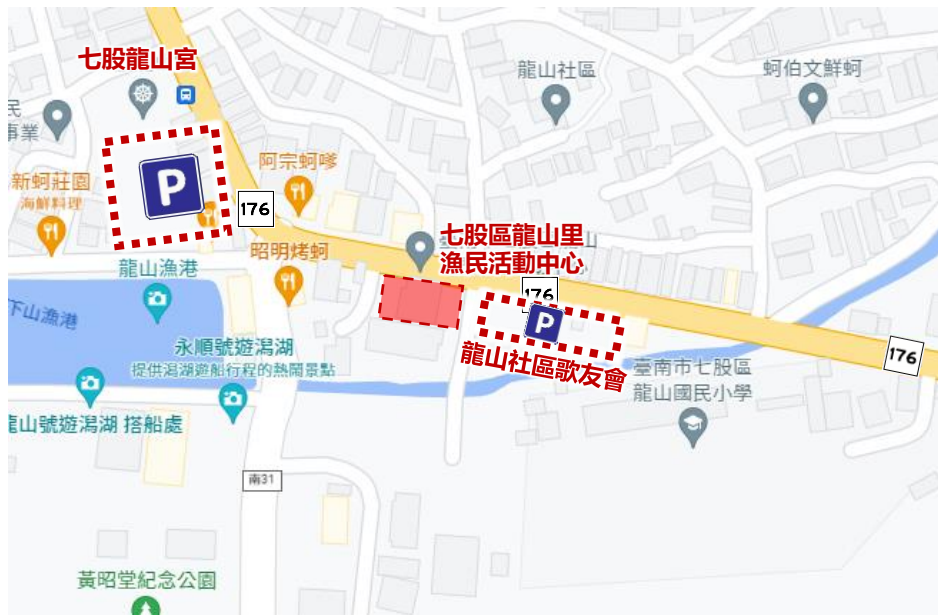 七股龍山宮
龍山社區
蚵伯文鮮蚵
民
事業
P
阿宗蚵嗲
新蚵莊園
海鮮料理
176
七股區龍山里
漁民活動中心
山
昭明烤蚵
龍山漁港
176
P
下山漁港
永順號遊潟湖
提供潟湖遊船行程的熱鬧景點
龍山社區歌友會
176
臺南市七股區
龍山國民小學
龍山號遊潟湖 搭船處
南31
黃昭堂紀念公園